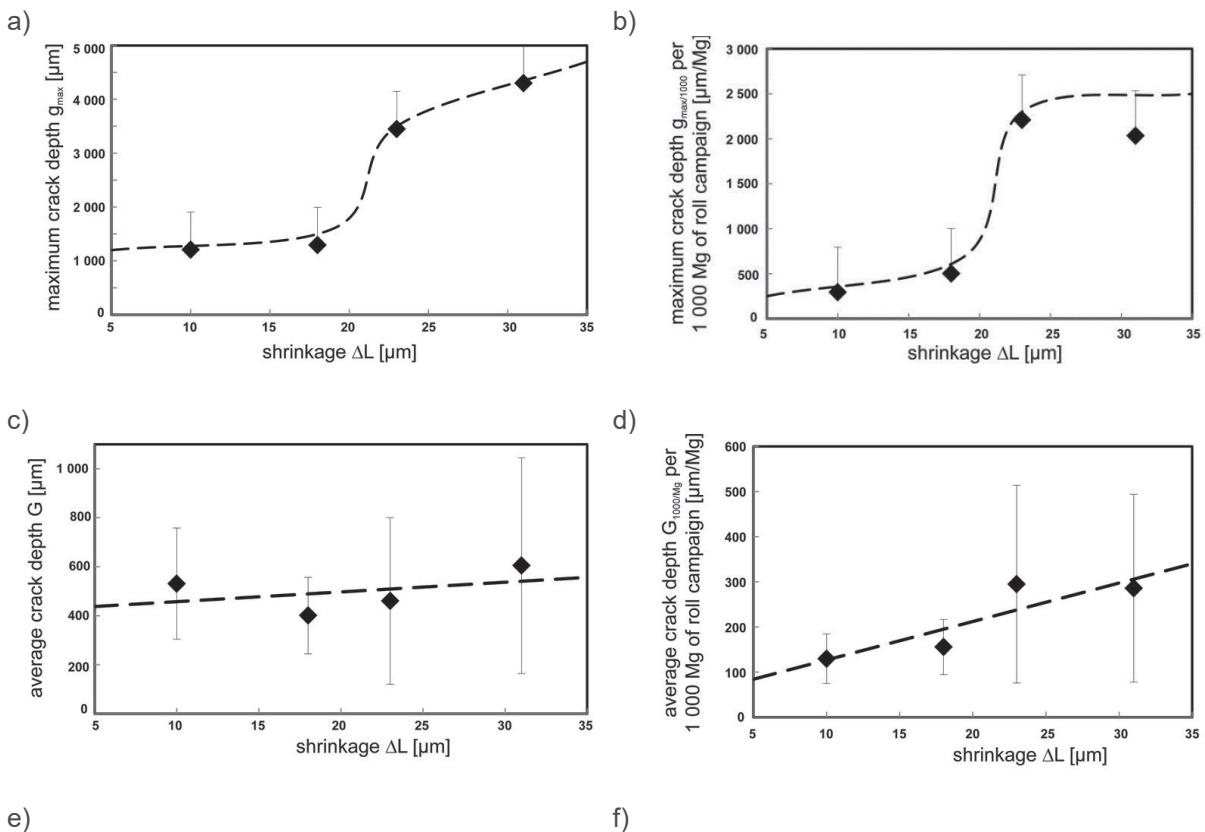 a)
maximum crack depth gmax [µm]
5 000
4 000
3 000
2 000
1 000
0
5 10 15 20 25 30 35
shrinkage ΔL [µm]
b)
maximum crack depth gmax/1000 per
1 000 Mg of roll campaign [µm/Mg]
3 000
2 500
2 000
1 500
1 000
500
0
5 10 15 20 25 30 35
shrinkage ΔL [µm]
c)
average crack depth G [µm]
1 000
800
600
400
200
0
5 10 15 20 25 30 35
shrinkage ΔL [µm]
d)
average crack depth G1000/Mg per
1 000 Mg of roll campaign [µm/Mg]
600
500
400
300
200
100
0
5 10 15 20 25 30 35
shrinkage ΔL [µm]
e)
f)